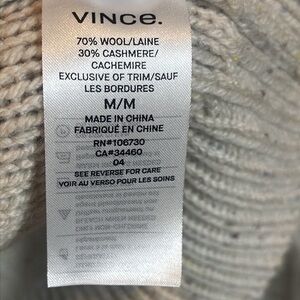 VINCE.
70% WOOL/LAINE
30% CASHMERE/
CACHEMIRE
EXCLUSIVE OF TRIM/SAUF
LES BORDURES
M/M
MADE IN CHINA
FABRIQUÉ EN CHINE
RN#106730
CA#34460
04
SEE REVERSE FOR CARE
VOIR AU VERSO POUR LES SOINS